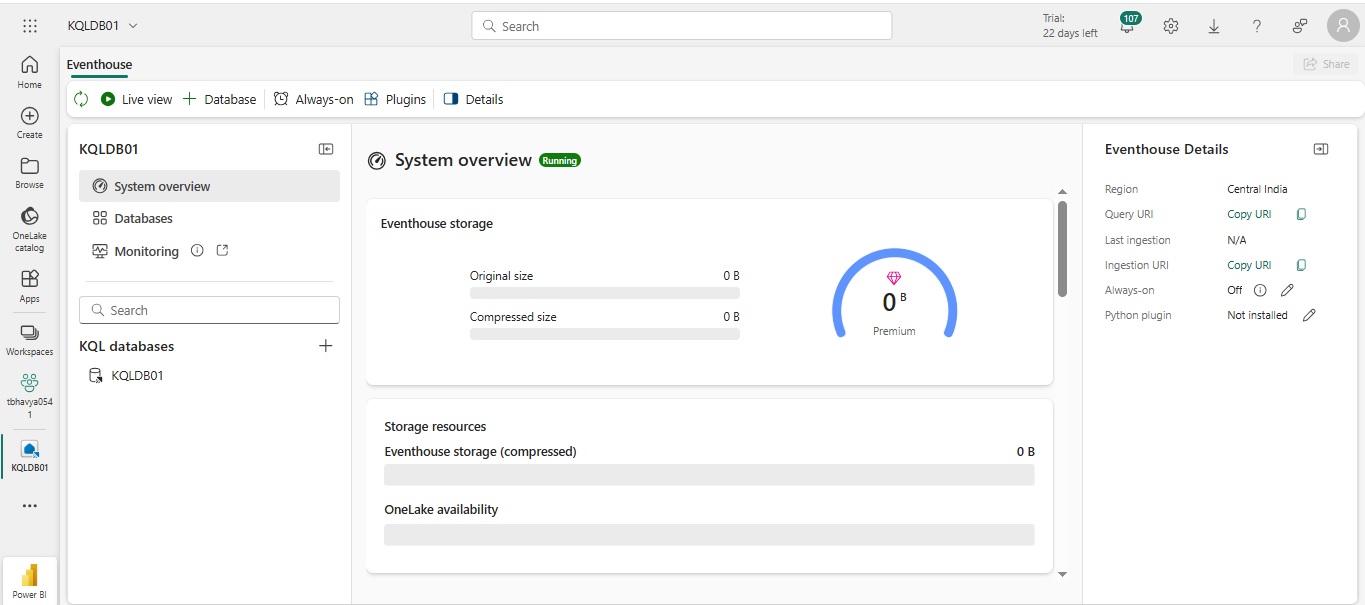 KQLDB01
Search
Trial:
22 days left
107
Home
Create
Browse
OneLake
catalog
Apps
Workspaces
tbhavya054
1
KQLDB01
Power BI
Eventhouse
Share
Live view
Database
Always-on
Plugins
Details
KQLDB01
System overview
Databases
Monitoring
Search
KQL databases
KQLDB01
System overview Running
Eventhouse storage
Original size 0 B
Compressed size 0 B
0 B
Premium
Storage resources
Eventhouse storage (compressed) 0 B
OneLake availability
Eventhouse Details
Region Central India
Query URI Copy URI
Last ingestion N/A
Ingestion URI Copy URI
Always-on Off
Python plugin Not installed